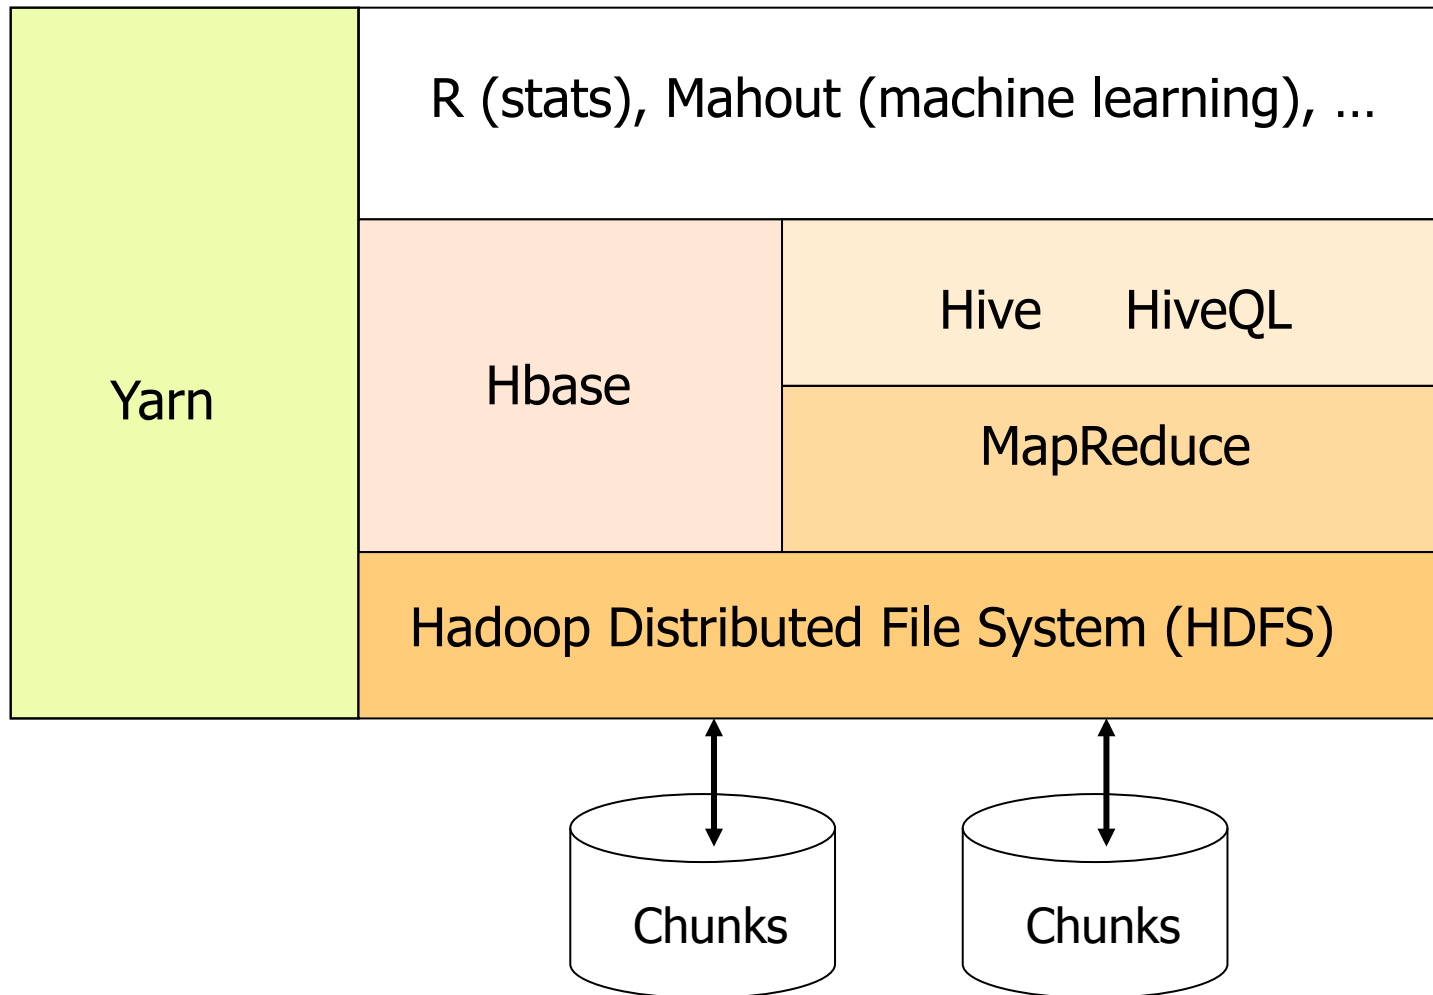 R (stats), Mahout (machine learning), ...
Hive HiveQL
Hbase
Yarn
MapReduce
Hadoop Distributed File System (HDFS)
Chunks
Chunks